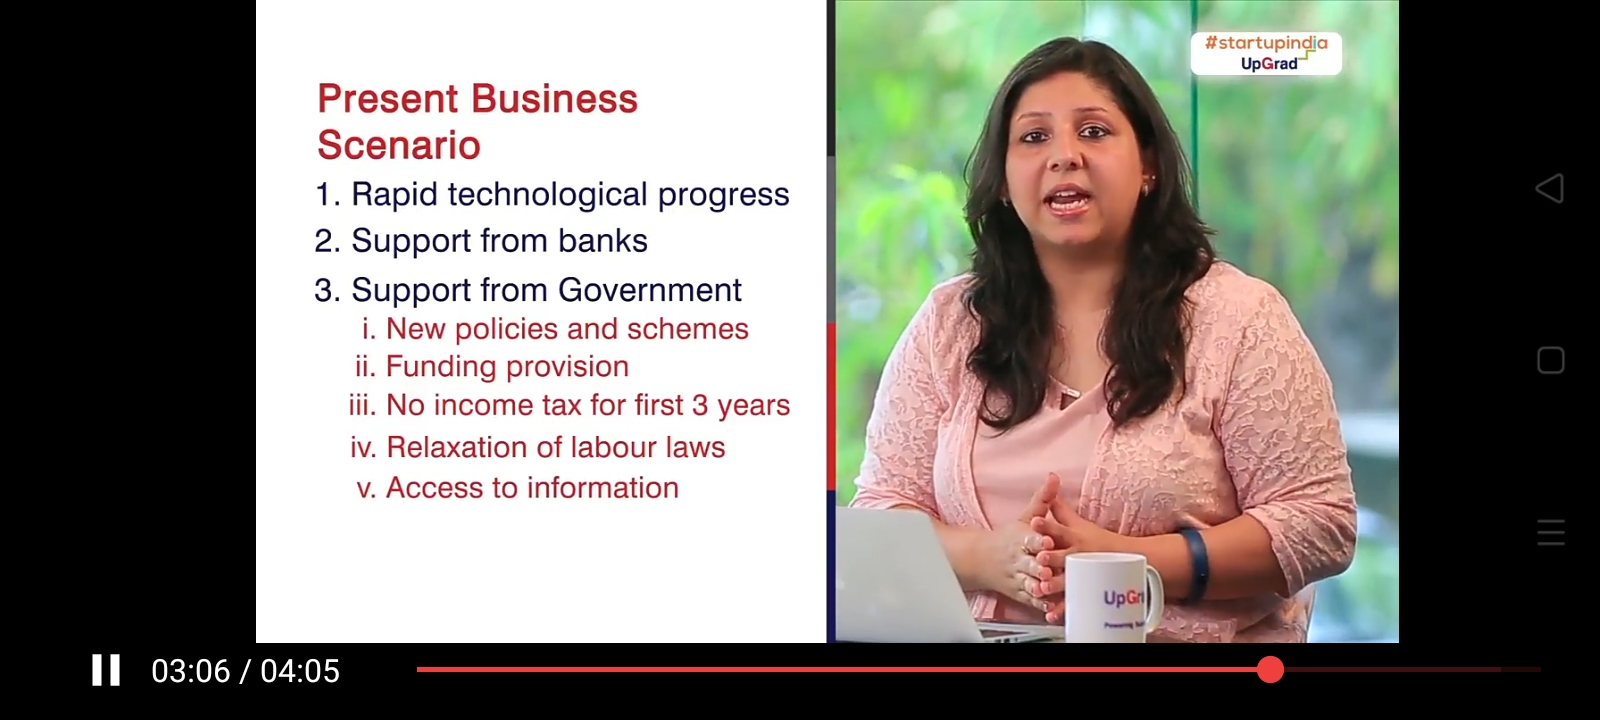 Present Business
Scenario
1. Rapid technological progress
2. Support from banks
3. Support from Government
i. New policies and schemes
ii. Funding provision
iii. No income tax for first 3 years
iv. Relaxation of labour laws
v. Access to information
#startupindia
UpGrad
UpGr
Powering
03:06 / 04:05